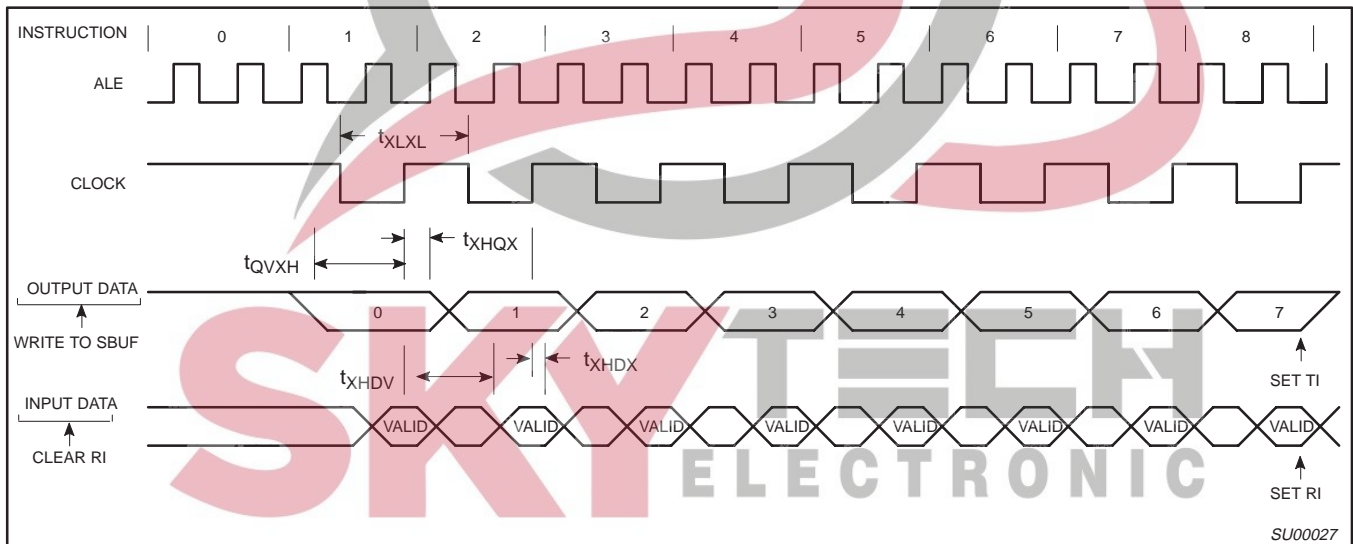 INSTRUCTION 0 1 2 3 4 5 6 7 8
ALE
tXLXL
CLOCK
tXHQX
tQVXH
OUTPUT DATA
0 1 2 3 4 5 6 7
WRITE TO SBUF
tXHDX
tXHDV
SET TI
INPUT DATA
VALID VALID VALID VALID VALID VALID VALID VALID
CLEAR RI
SET RI
SKY TECH
ELECTRONIC
SU00027